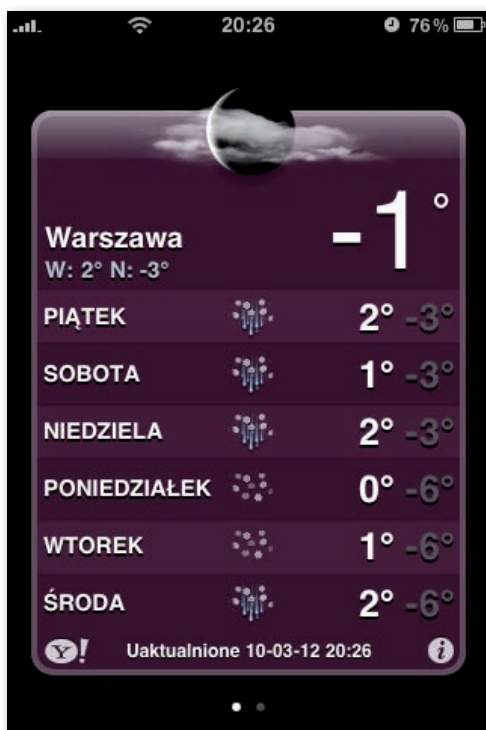 20:26 76%
-1°
Warszawa
W: 2° N: -3°
PIĄTEK 2° -3°
SOBOTA 1° -3°
NIEDZIELA 2° -3°
PONIEDZIAŁEK 0° -6°
WTOREK 1° -6°
ŚRODA 2° -6°
Y! Uaktualnione 10-03-12 20:26 i